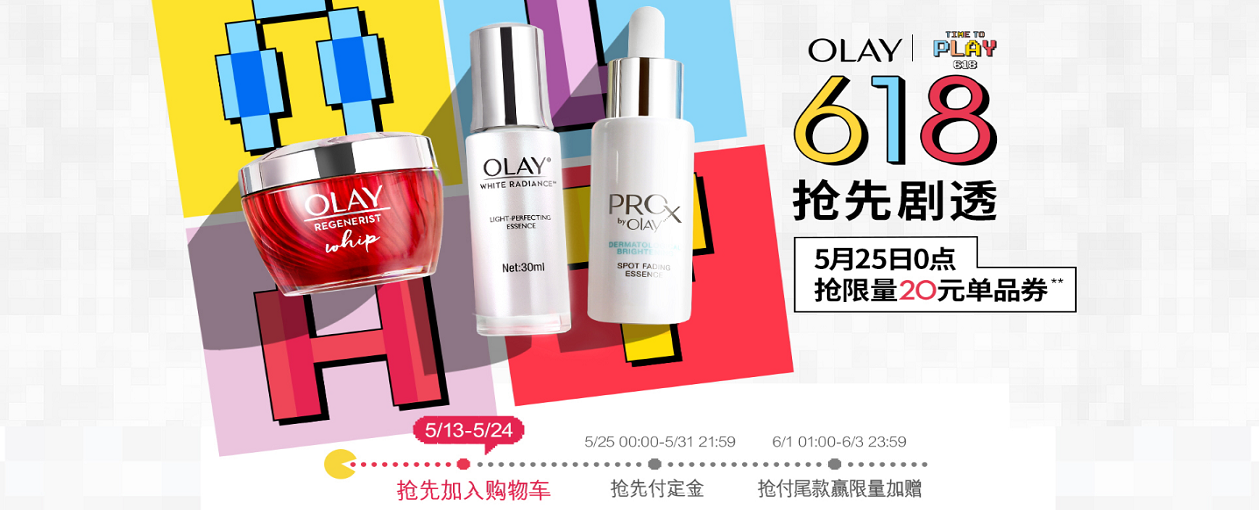 OLAY
TIME TO
PLAY
618
618
抢先剧透
5月25日0点
抢限量20元单品券**
OLAY
REGENERIST
whip
OLAY®
WHITE RADIANCE™
LIGHT-PERFECTING
ESSENCE
Net:30ml
PROX
by OLAY
BRIGHTENING
SPOT FADING
ESSENCE
5/13-5/24
5/25 00:00-5/31 21:59
6/1 01:00-6/3 23:59
抢先加入购物车
抢先付定金
抢付尾款赢限量加赠